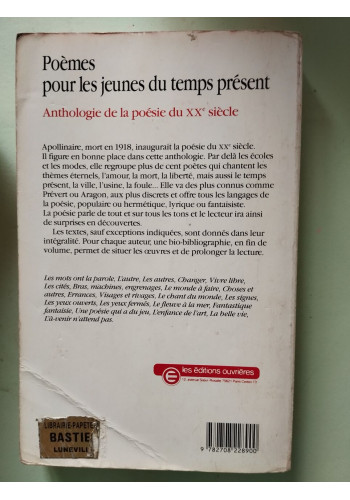 Poèmes
pour les jeunes du temps présent
Anthologie de la poésie du XXe siècle
Apollinaire, mort en 1918, inaugurait la poésie du XXe siècle.
Il figure en bonne place dans cette anthologie. Par delà les écoles
et les modes, elle regroupe plus de cent poètes qui chantent les
thèmes éternels, l'amour, la mort, la liberté, mais aussi le temps
présent, la ville, l'usine, la foule... Elle va des plus connus comme
Prévert ou Aragon, aux plus discrets et offre tous les langages de
la poésie, populaire ou hermétique, lyrique ou fantaisiste.
La poésie parle de tout et sur tous les tons et le lecteur ira ainsi
de surprises en découvertes.
Les textes, sauf exceptions indiquées, sont donnés dans leur
intégralité. Pour chaque auteur, une bio-bibliographie, en fin de
volume, permet de situer les œuvres et de prolonger la lecture.
Les mots ont la parole, L'autre, Les autres, Changer, Vivre libre,
Les cités, Bras, machines, engrenages, Le monde à faire, Choses et
autres, Errances, Visages et rivages, Le chant du monde, Les signes,
Les yeux ouverts, Les yeux fermés, Le fleuve à la mer, Fantastique
fantaisie, Une poésie qui a du jeu, L'enfance de l'art, La belle vie,
L'à-venir n'attend pas.
les éditions ouvrières
LIBRAIRIE-PAPETE
BASTIE
LUNEVILL
9 782708 228900